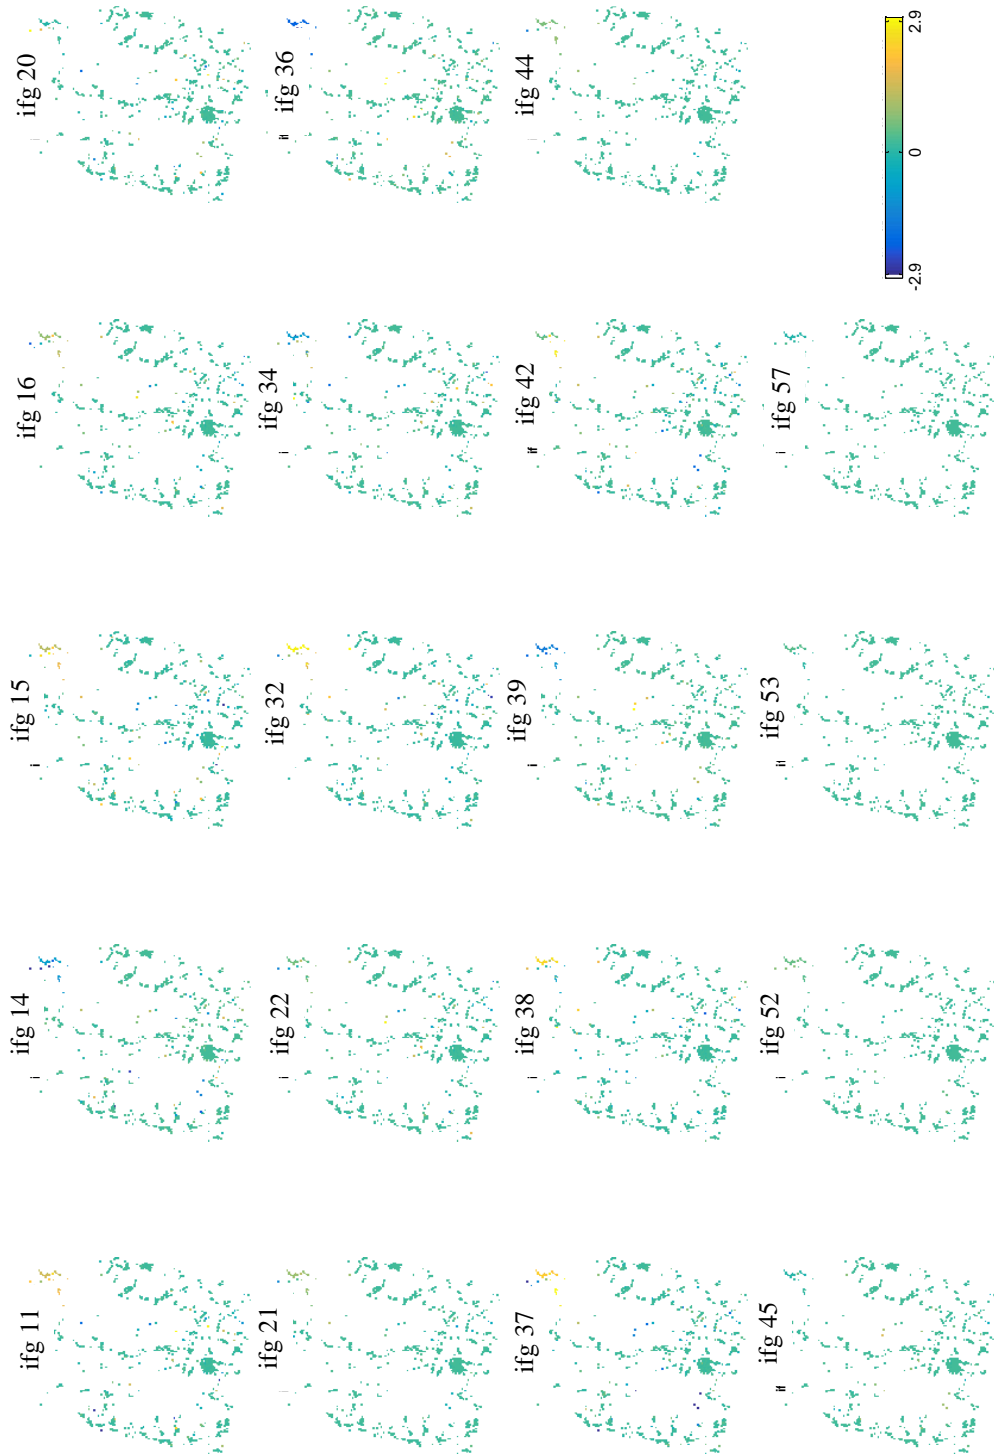 ifg 11
ifg 14
ifg 15
ifg 16
ifg 20
ifg 21
ifg 22
ifg 32
ifg 34
ifg 36
ifg 37
ifg 38
ifg 39
ifg 42
ifg 44
ifg 45
ifg 52
ifg 53
ifg 57
-2.9
0
2.9